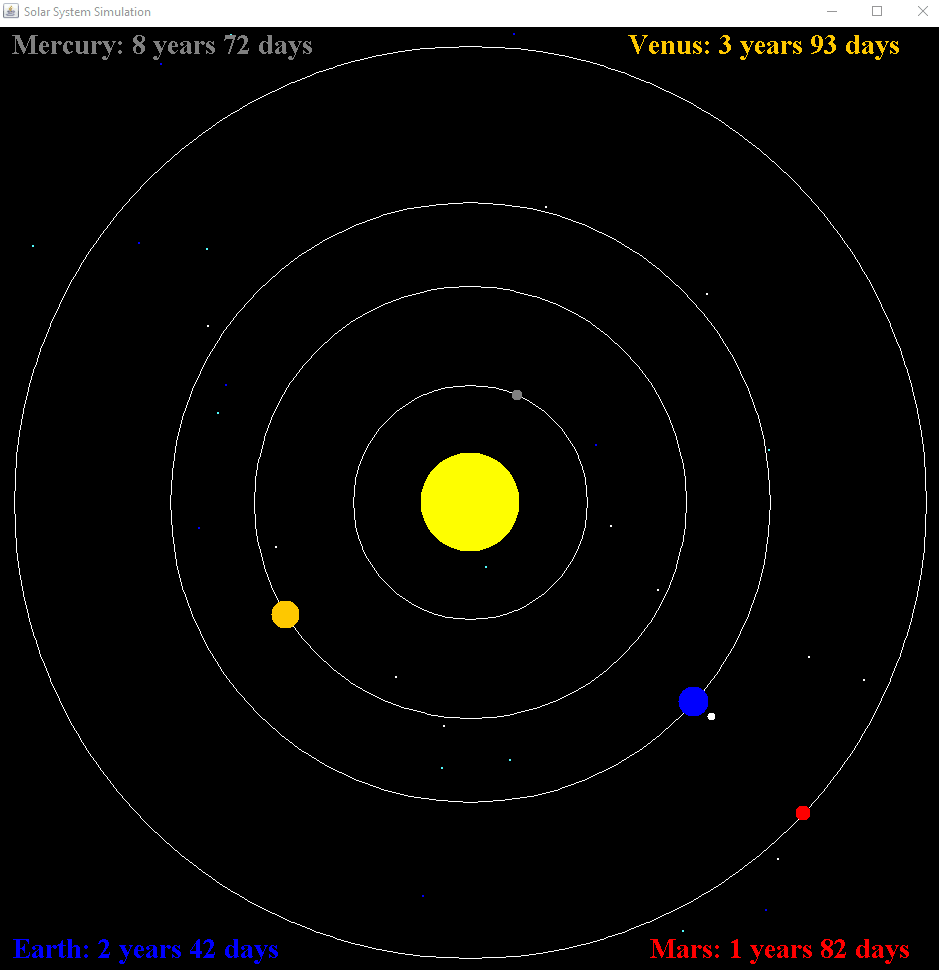 Solar System Simulation
Mercury: 8 years 72 days
Venus: 3 years 93 days
Earth: 2 years 42 days
Mars: 1 years 82 days